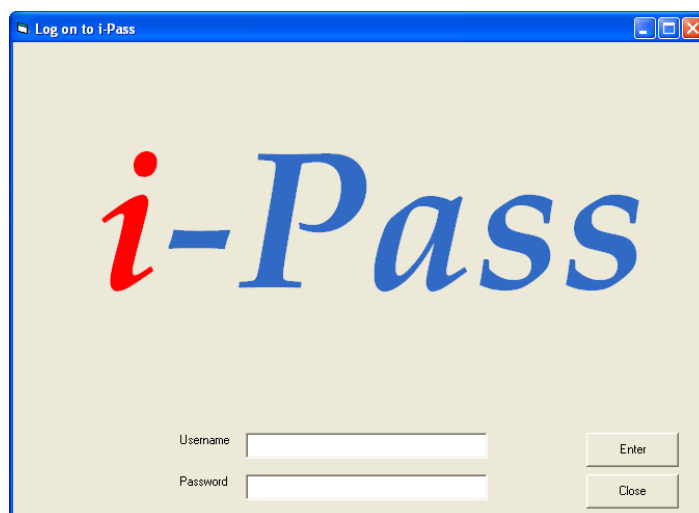 Log on to i-Pass
i-Pass
Username
Enter
Password
Close